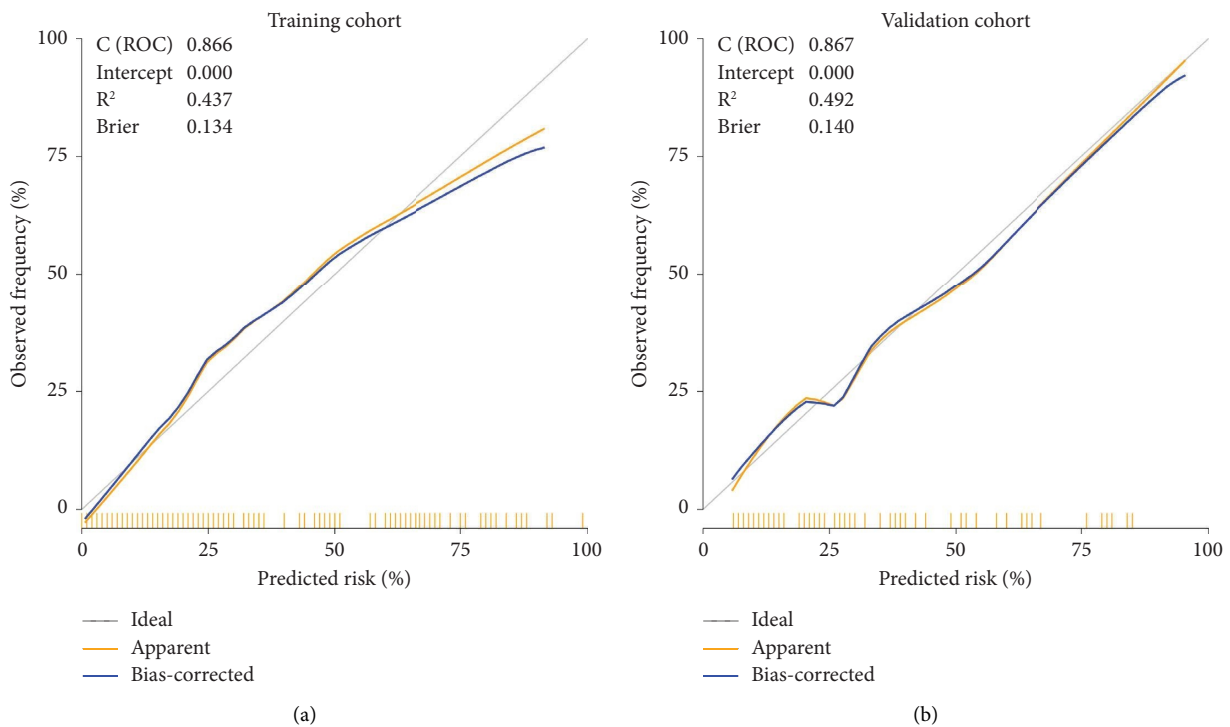 Training cohort
C (ROC) 0.866
Intercept 0.000
R² 0.437
Brier 0.134
100
75
50
25
0
Observed frequency (%)
0 25 50 75 100
Predicted risk (%)
Ideal
Apparent
Bias-corrected
(a)
Validation cohort
C (ROC) 0.867
Intercept 0.000
R² 0.492
Brier 0.140
100
75
50
25
0
Observed frequency (%)
0 25 50 75 100
Predicted risk (%)
Ideal
Apparent
Bias-corrected
(b)